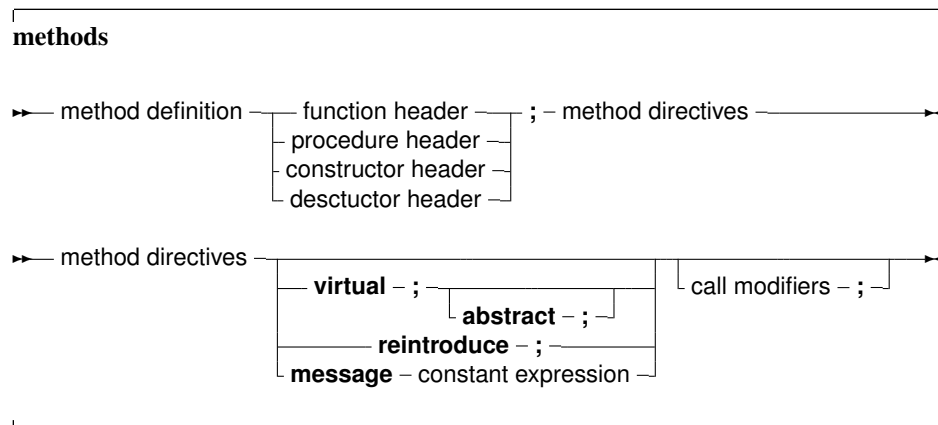 methods
method definition function header ; method directives
procedure header
constructor header
desctuctor header
method directives
virtual ; call modifiers ;
abstract ;
reintroduce ;
message constant expression